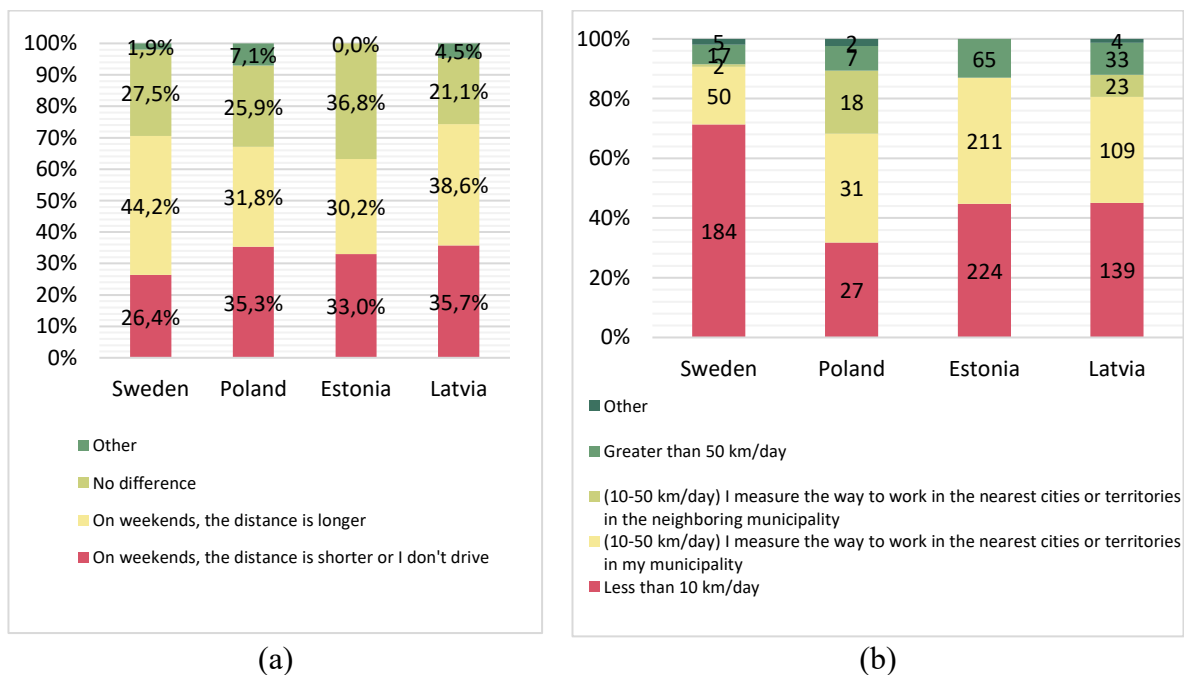 100%
90%
80%
70%
60%
50%
40%
30%
20%
10%
0%
1,9% 7,1% 0,0% 4,5%
27,5% 25,9% 36,8% 21,1%
44,2% 31,8% 30,2% 38,6%
26,4% 35,3% 33,0% 35,7%
Sweden Poland Estonia Latvia
Other
No difference
On weekends, the distance is longer
On weekends, the distance is shorter or I don't drive
(a)
100%
80%
60%
40%
20%
0%
5 2 4
17 7 65 33
2 18 23
50 31 211 109
184 27 224 139
Sweden Poland Estonia Latvia
Other
Greater than 50 km/day
(10-50 km/day) I measure the way to work in the nearest cities or territories
in the neighboring municipality
(10-50 km/day) I measure the way to work in the nearest cities or territories
in my municipality
Less than 10 km/day
(b)